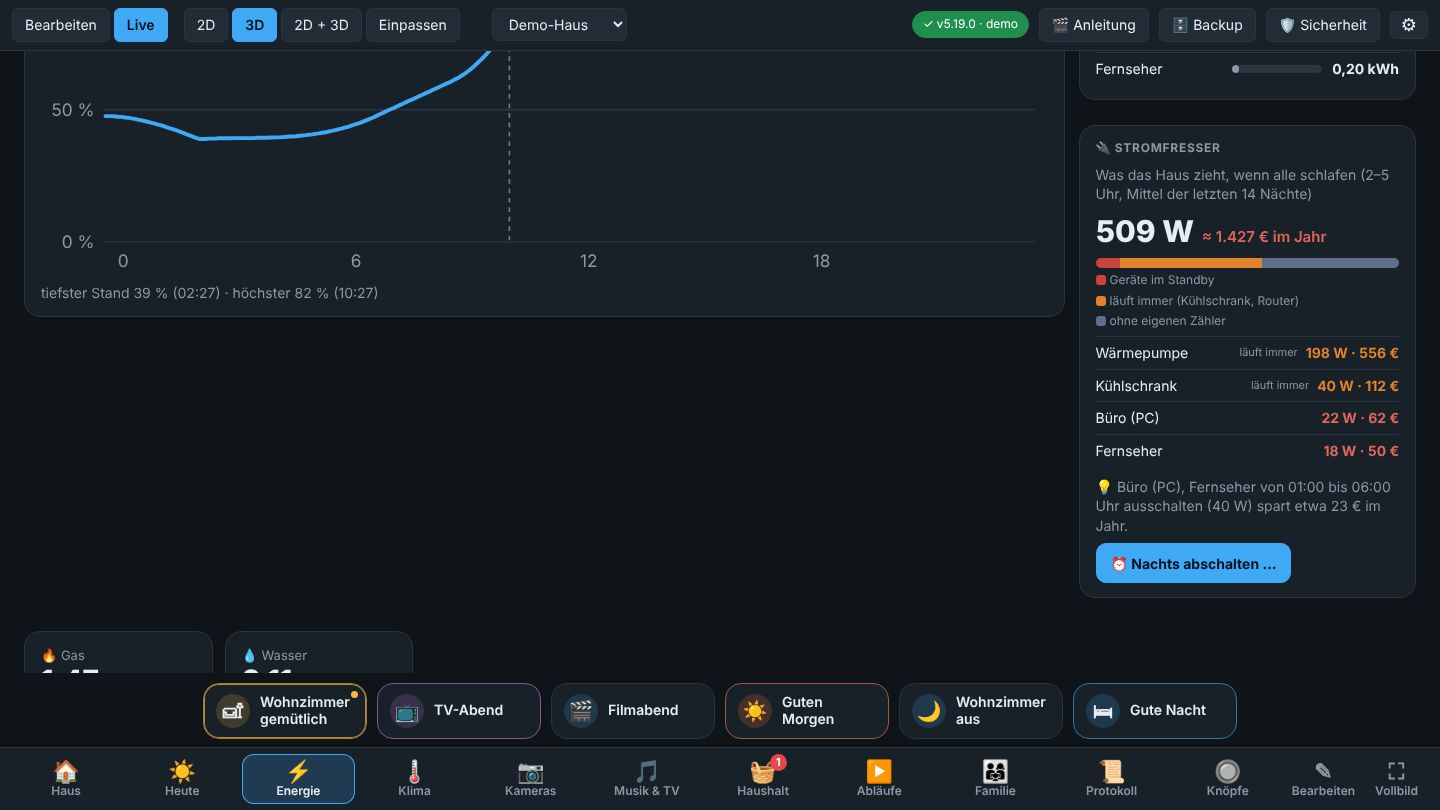 Bearbeiten Live 2D 3D 2D + 3D Einpassen Demo-Haus ✓ v5.19.0 · demo Anleitung Backup Sicherheit
50 %
0 %
0 6 12 18
tiefster Stand 39 % (02:27) · höchster 82 % (10:27)
Fernseher 0,20 kWh
STROMFRESSER
Was das Haus zieht, wenn alle schlafen (2–5
Uhr, Mittel der letzten 14 Nächte)
509 W ≈ 1.427 € im Jahr
Geräte im Standby
läuft immer (Kühlschrank, Router)
ohne eigenen Zähler
Wärmepumpe läuft immer 198 W · 556 €
Kühlschrank läuft immer 40 W · 112 €
Büro (PC) 22 W · 62 €
Fernseher 18 W · 50 €
💡 Büro (PC), Fernseher von 01:00 bis 06:00
Uhr ausschalten (40 W) spart etwa 23 € im
Jahr.
⏰ Nachts abschalten …
Gas
Wasser
Wohnzimmer
gemütlich
TV-Abend
Filmabend
Guten
Morgen
Wohnzimmer
aus
Gute Nacht
Haus Heute Energie Klima Kameras Musik & TV Haushalt 1 Abläufe Familie Protokoll Knöpfe Bearbeiten Vollbild